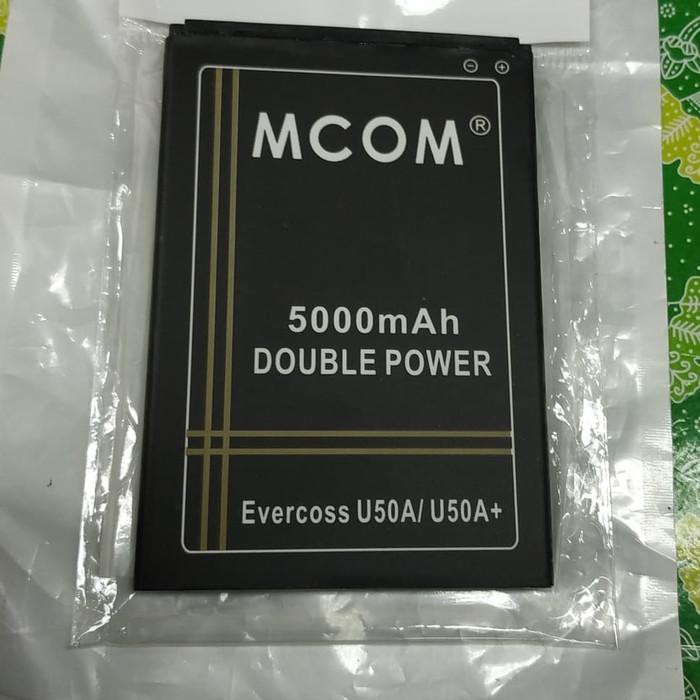 ⊖ ⊕
MCOM®
5000mAh
DOUBLE POWER
Evercoss U50A/ U50A+